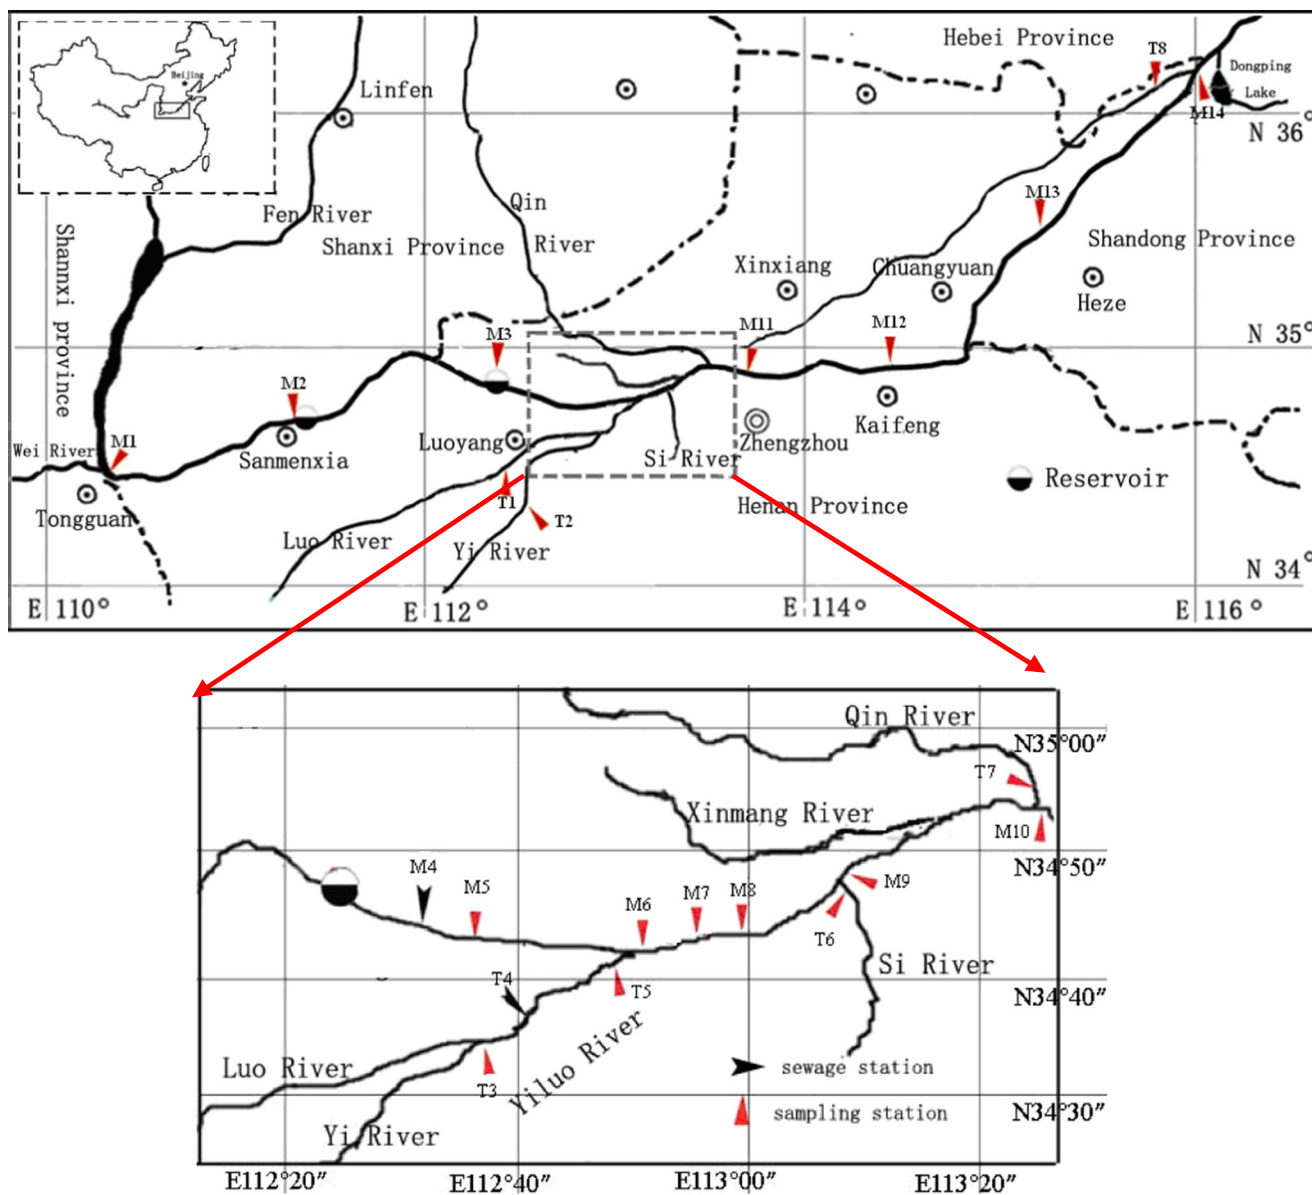 Beijing
Linfen
Hebei Province
T8
Dongping
Lake
M14
N 36°
Fen River
Qin
River
M13
Shanxi Province
Shandong Province
Shannxi province
Xinxiang
Chuangyuan
Heze
M3
M11
M12
N 35°
M2
M1
Wei River
Sanmenxia
Luoyang
Si River
Zhengzhou
Kaifeng
Reservoir
Tongguan
T1
T2
Henan Province
Luo River
Yi River
N 34°
E 110°
E 112°
E 114°
E 116°
Qin River
N35°00″
T7
Xinmang River
M10
N34°50″
M4
M5
M6
M7
M8
M9
T6
Si River
T4
T5
N34°40″
Yiluo River
Luo River
T3
sewage station
sampling station
N34°30″
Yi River
E112°20″
E112°40″
E113°00″
E113°20″